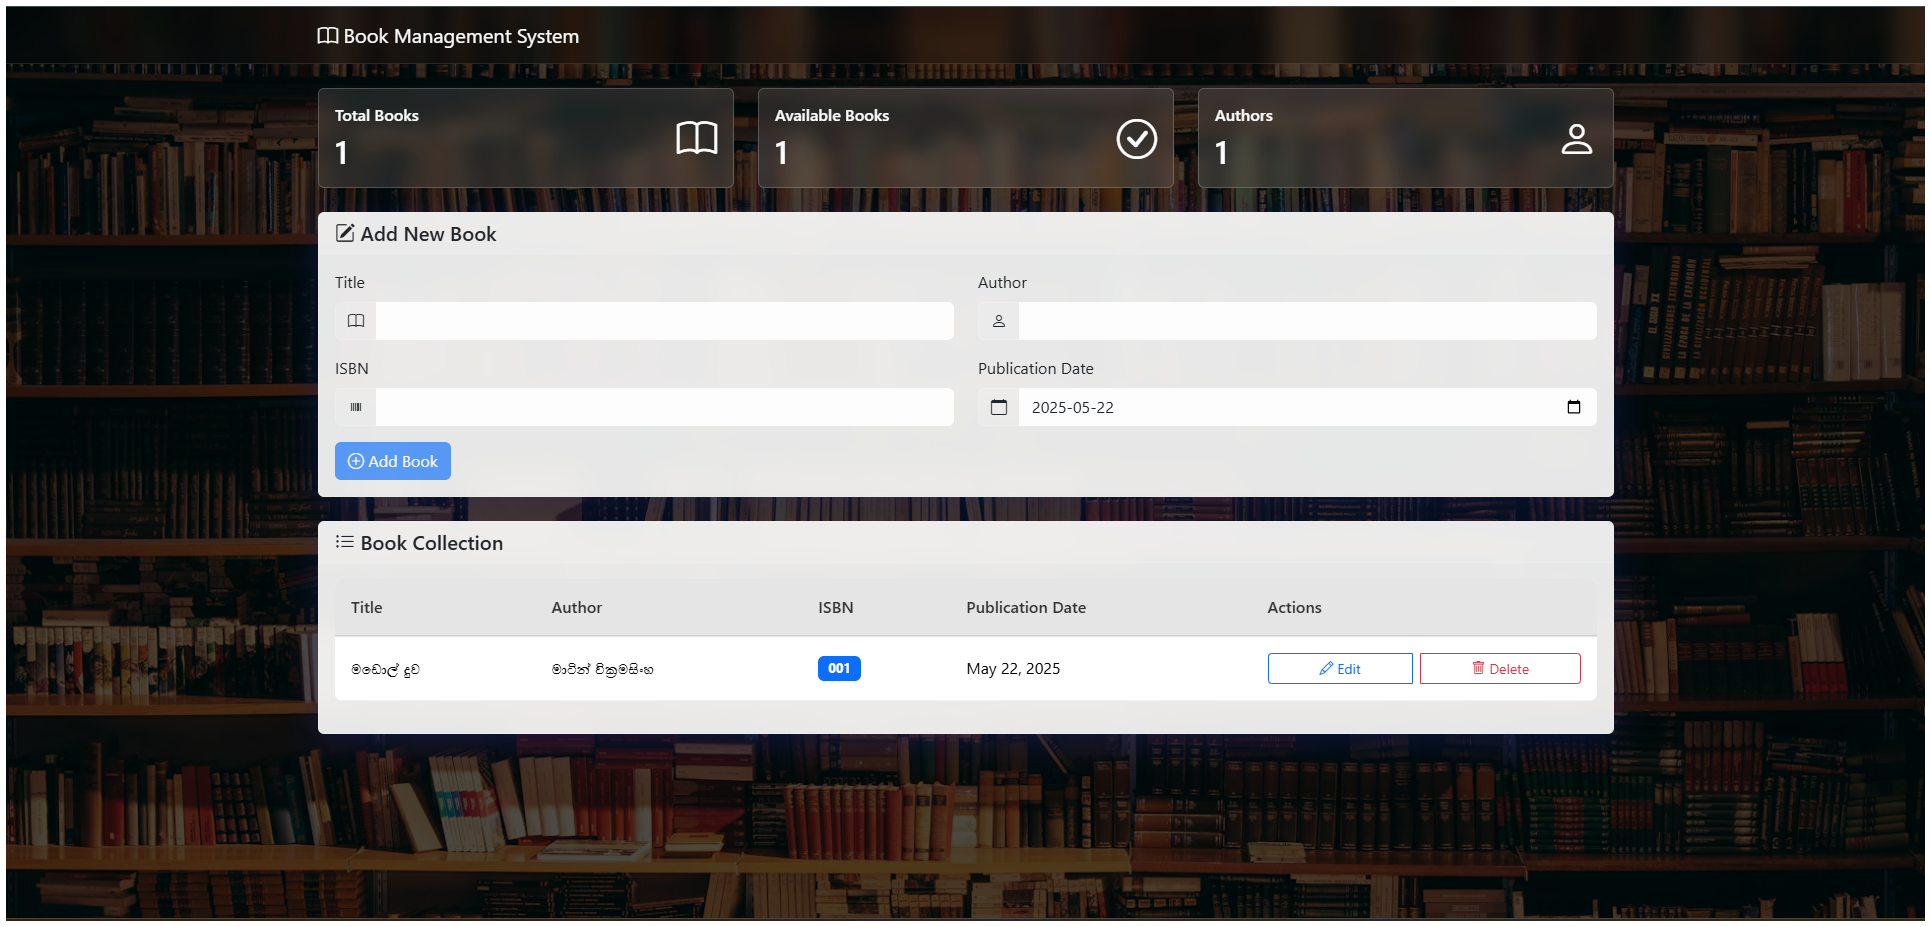 Book Management System
Total Books
1
Available Books
1
Authors
1
Add New Book
Title
Author
ISBN
Publication Date
2025-05-22
Add Book
Book Collection
Title Author ISBN Publication Date Actions
මඩොල් දූව මාටින් වික්‍රමසිංහ 001 May 22, 2025 Edit Delete